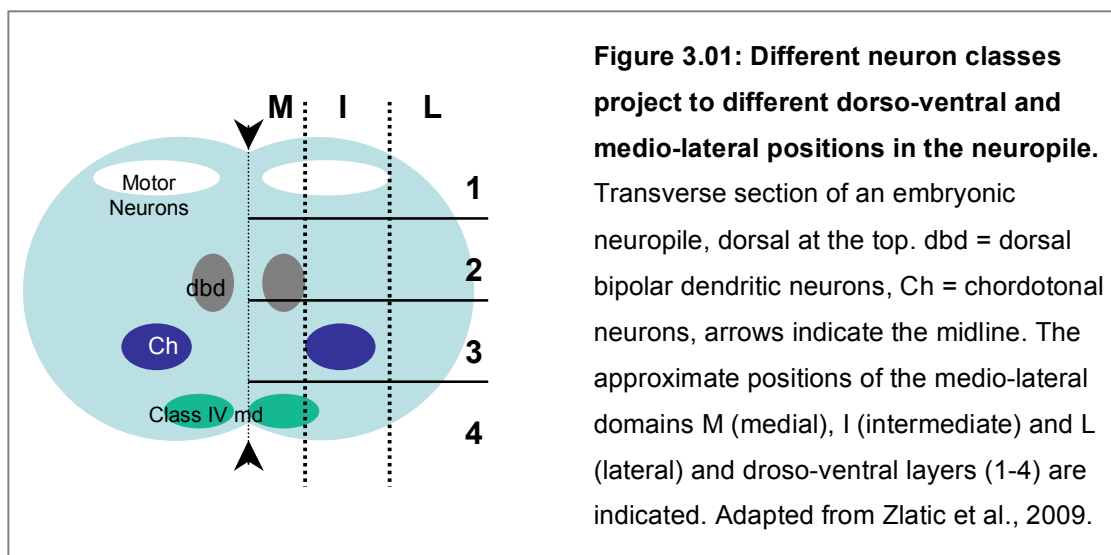 M I L
Motor
Neurons
1
dbd
2
Ch
3
Class IV md
4
Figure 3.01: Different neuron classes
project to different dorso-ventral and
medio-lateral positions in the neuropile.
Transverse section of an embryonic
neuropile, dorsal at the top. dbd = dorsal
bipolar dendritic neurons, Ch = chordotonal
neurons, arrows indicate the midline. The
approximate positions of the medio-lateral
domains M (medial), I (intermediate) and L
(lateral) and droso-ventral layers (1-4) are
indicated. Adapted from Zlatic et al., 2009.